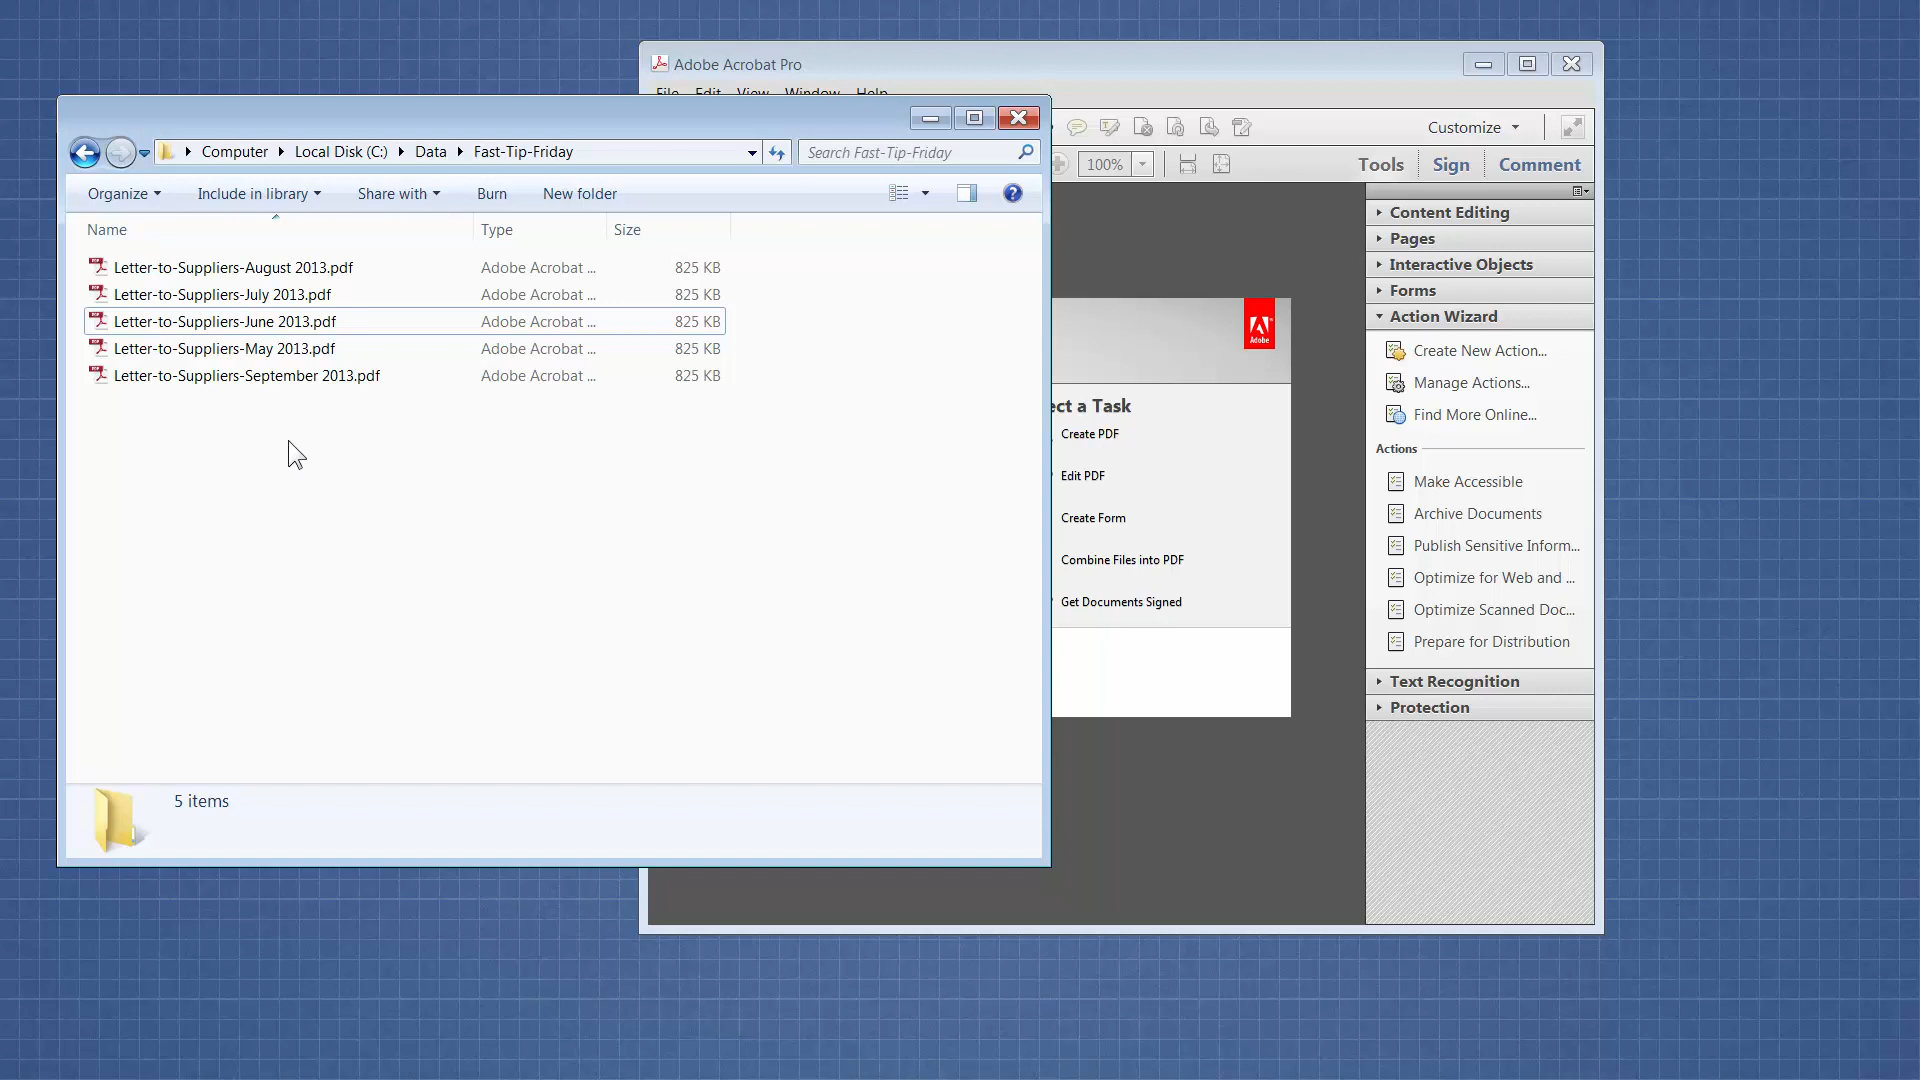 Adobe Acrobat Pro
File Edit View Window Help
Computer Local Disk (C:) Data Fast-Tip-Friday
Search Fast-Tip-Friday
Customize
100%
Tools Sign Comment
Organize Include in library Share with Burn New folder
Name Type Size
Letter-to-Suppliers-August 2013.pdf Adobe Acrobat ... 825 KB
Letter-to-Suppliers-July 2013.pdf Adobe Acrobat ... 825 KB
Letter-to-Suppliers-June 2013.pdf Adobe Acrobat ... 825 KB
Letter-to-Suppliers-May 2013.pdf Adobe Acrobat ... 825 KB
Letter-to-Suppliers-September 2013.pdf Adobe Acrobat ... 825 KB
5 items
Adobe
ect a Task
Create PDF
Edit PDF
Create Form
Combine Files into PDF
Get Documents Signed
Content Editing
Pages
Interactive Objects
Forms
Action Wizard
Create New Action...
Manage Actions...
Find More Online...
Actions
Make Accessible
Archive Documents
Publish Sensitive Inform...
Optimize for Web and ...
Optimize Scanned Doc...
Prepare for Distribution
Text Recognition
Protection